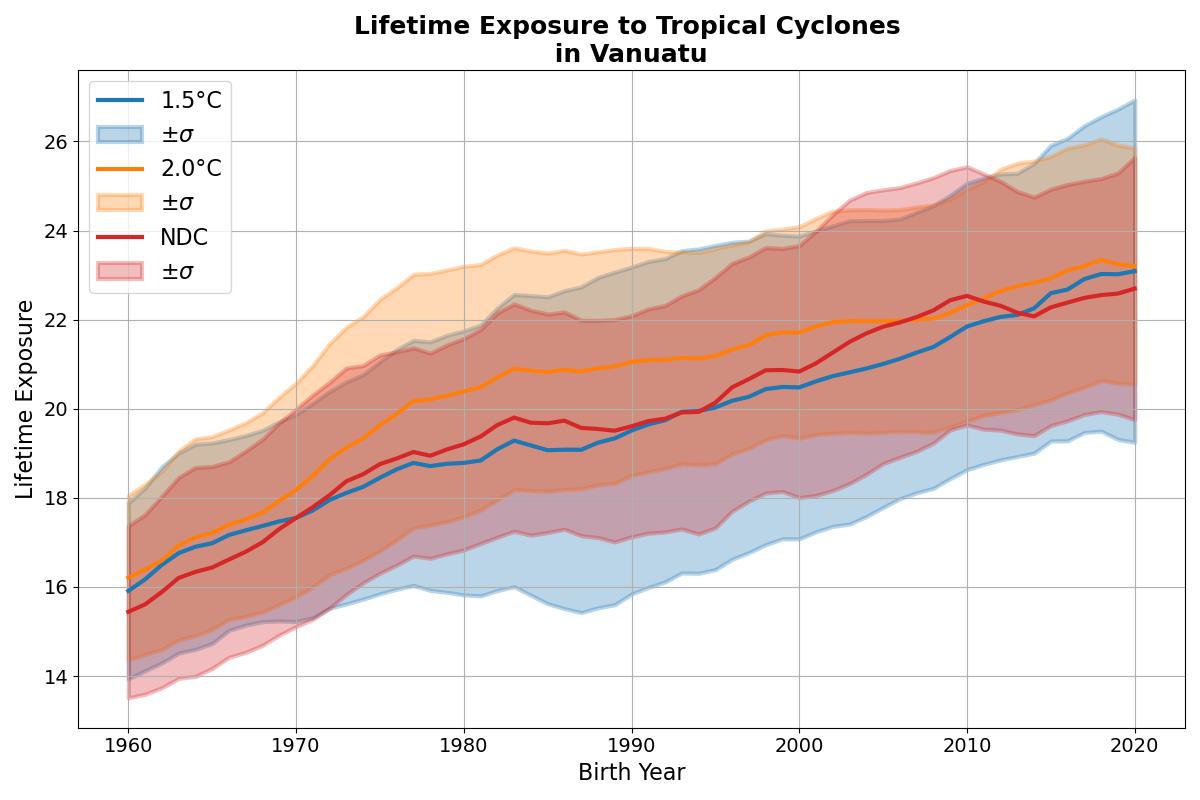 Lifetime Exposure to Tropical Cyclones
in Vanuatu
1.5°C
±σ
2.0°C
±σ
NDC
±σ
Lifetime Exposure
26
24
22
20
18
16
14
1960 1970 1980 1990 2000 2010 2020
Birth Year